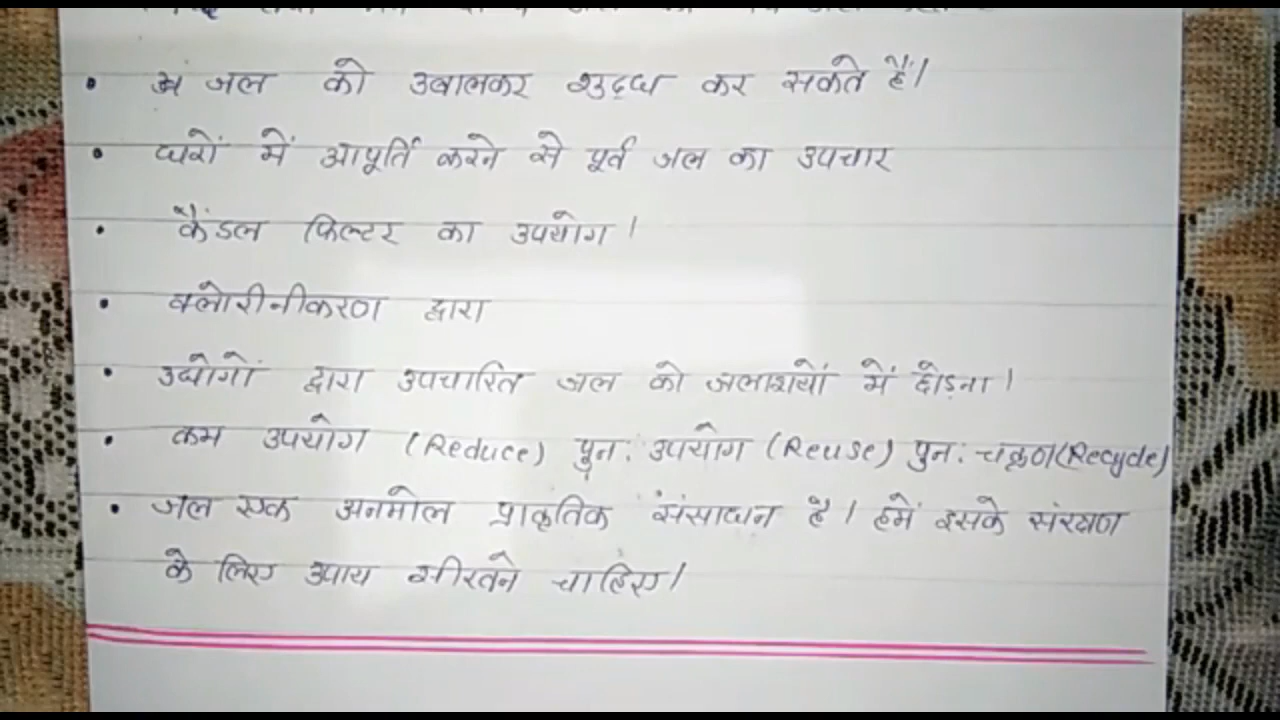 • जल को उबालकर शुद्ध कर सकते हैं।
• घरों में आपूर्ति करने से पूर्व जल का उपचार
• कैंडल फिल्टर का उपयोग।
• क्लोरीनीकरण द्वारा
• उद्योगों द्वारा उपचारित जल को जलाशयों में छोड़ना।
• कम उपयोग (Reduce) पुन: उपयोग (Reuse) पुन: चक्रण (Recycle)
• जल एक अनमोल प्राकृतिक संसाधन है। हमें इसके संरक्षण
के लिए उपाय सीखने चाहिए।